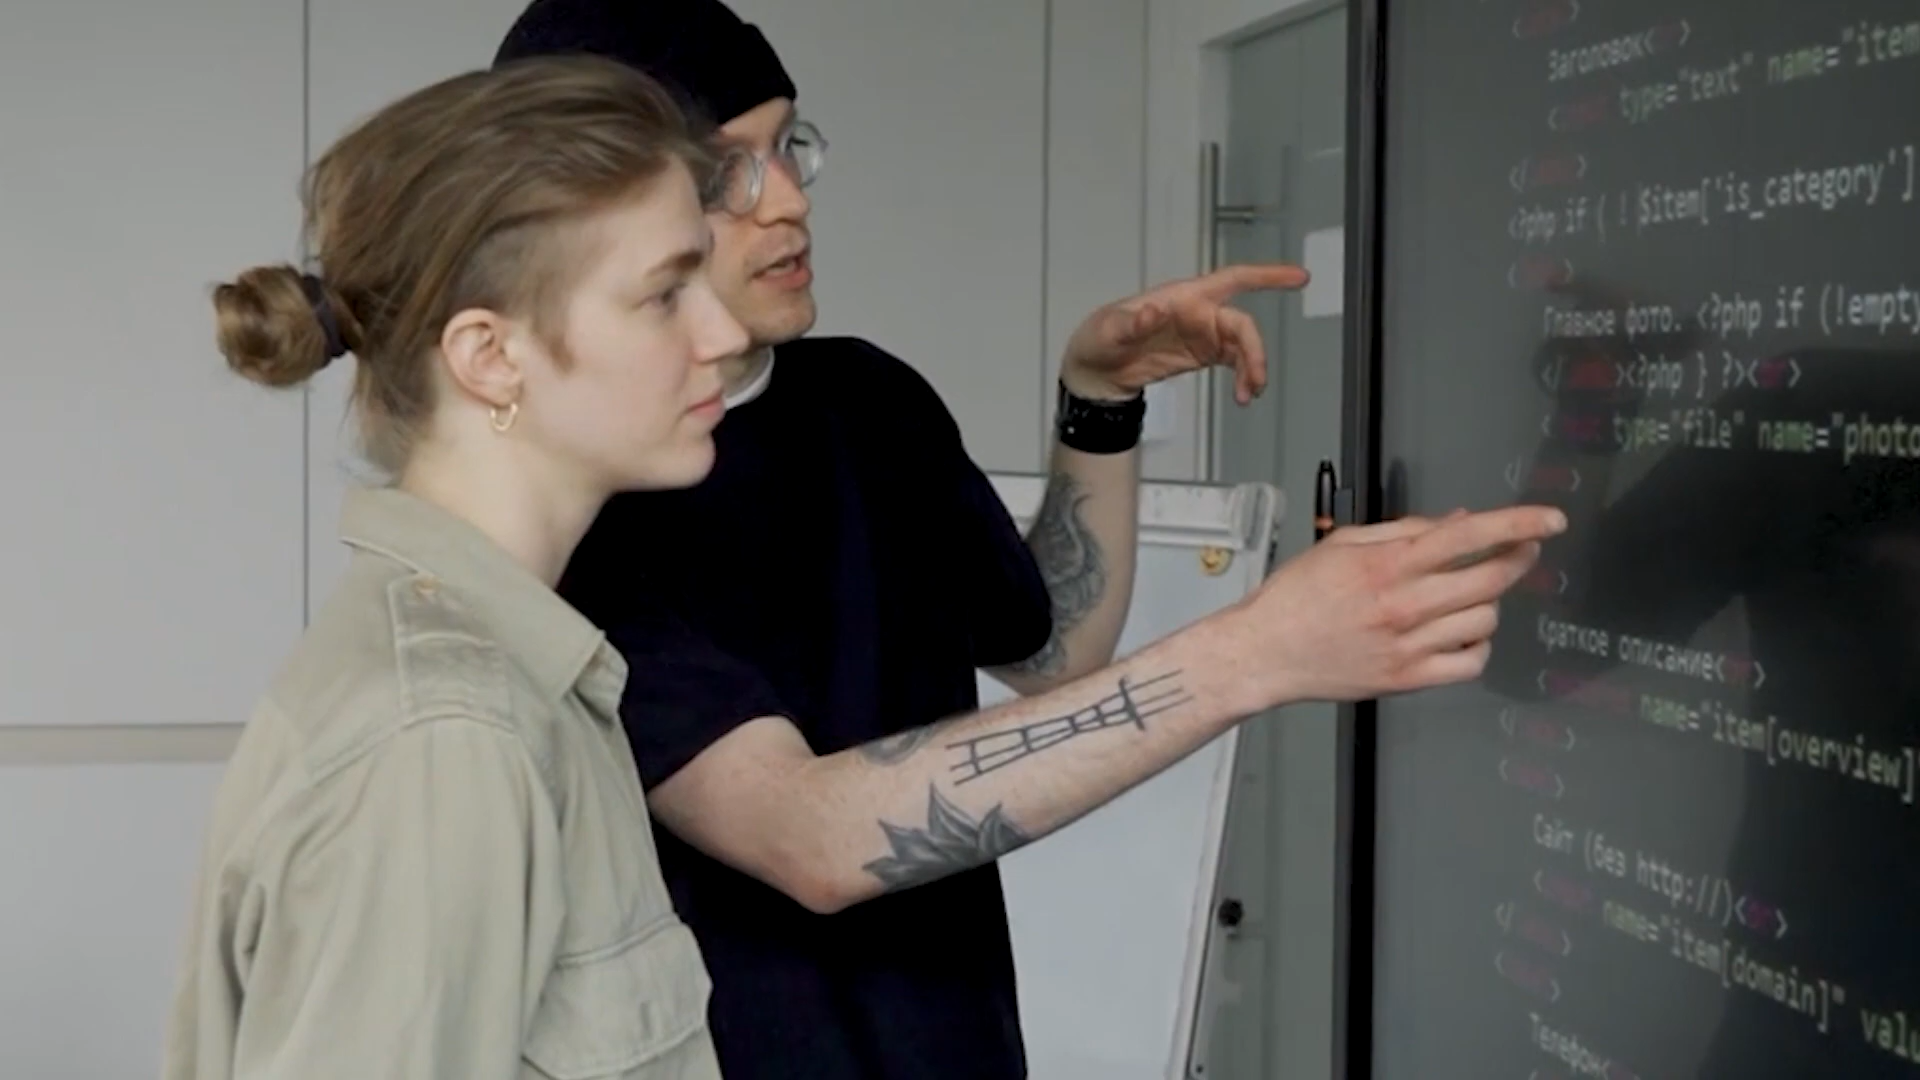 Заголовок< >
< type="text" name="item
</ >
<?php if ( ! $item['is_category']
< >
Главное фото. <?php if (!empty
</ ><?php } ?>< >
< type="file" name="photo
</ >
>
Краткое описание< >
< name="item[overview]"
</ >
< >
Сайт (без http://)< >
< name="item[domain]" valu
</ >
< >
Телефон<